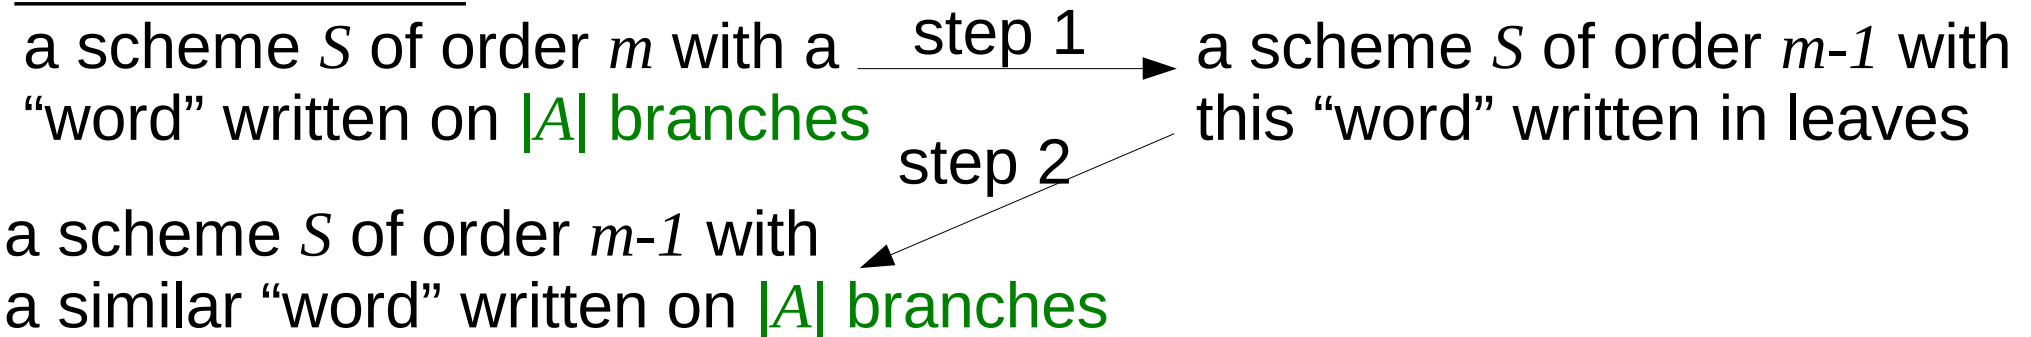 a scheme S of order m with a
“word” written on |A| branches
step 1
a scheme S of order m-1 with
this “word” written in leaves
step 2
a scheme S of order m-1 with
a similar “word” written on |A| branches